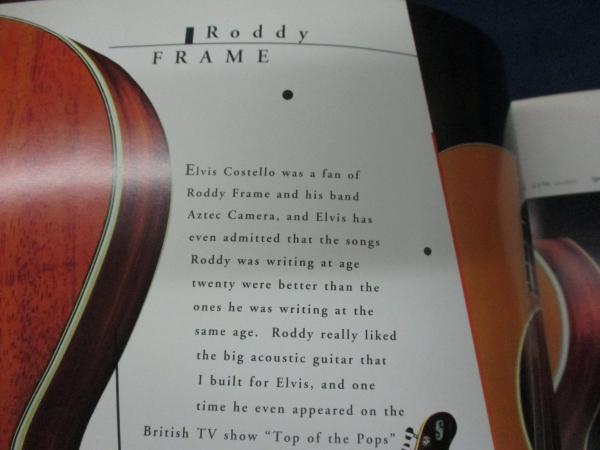 Roddy
FRAME
Elvis Costello was a fan of
Roddy Frame and his band
Aztec Camera, and Elvis has
even admitted that the songs
Roddy was writing at age
twenty were better than the
ones he was writing at the
same age. Roddy really liked
the big acoustic guitar that
I built for Elvis, and one
time he even appeared on the
British TV show “Top of the Pops”
S